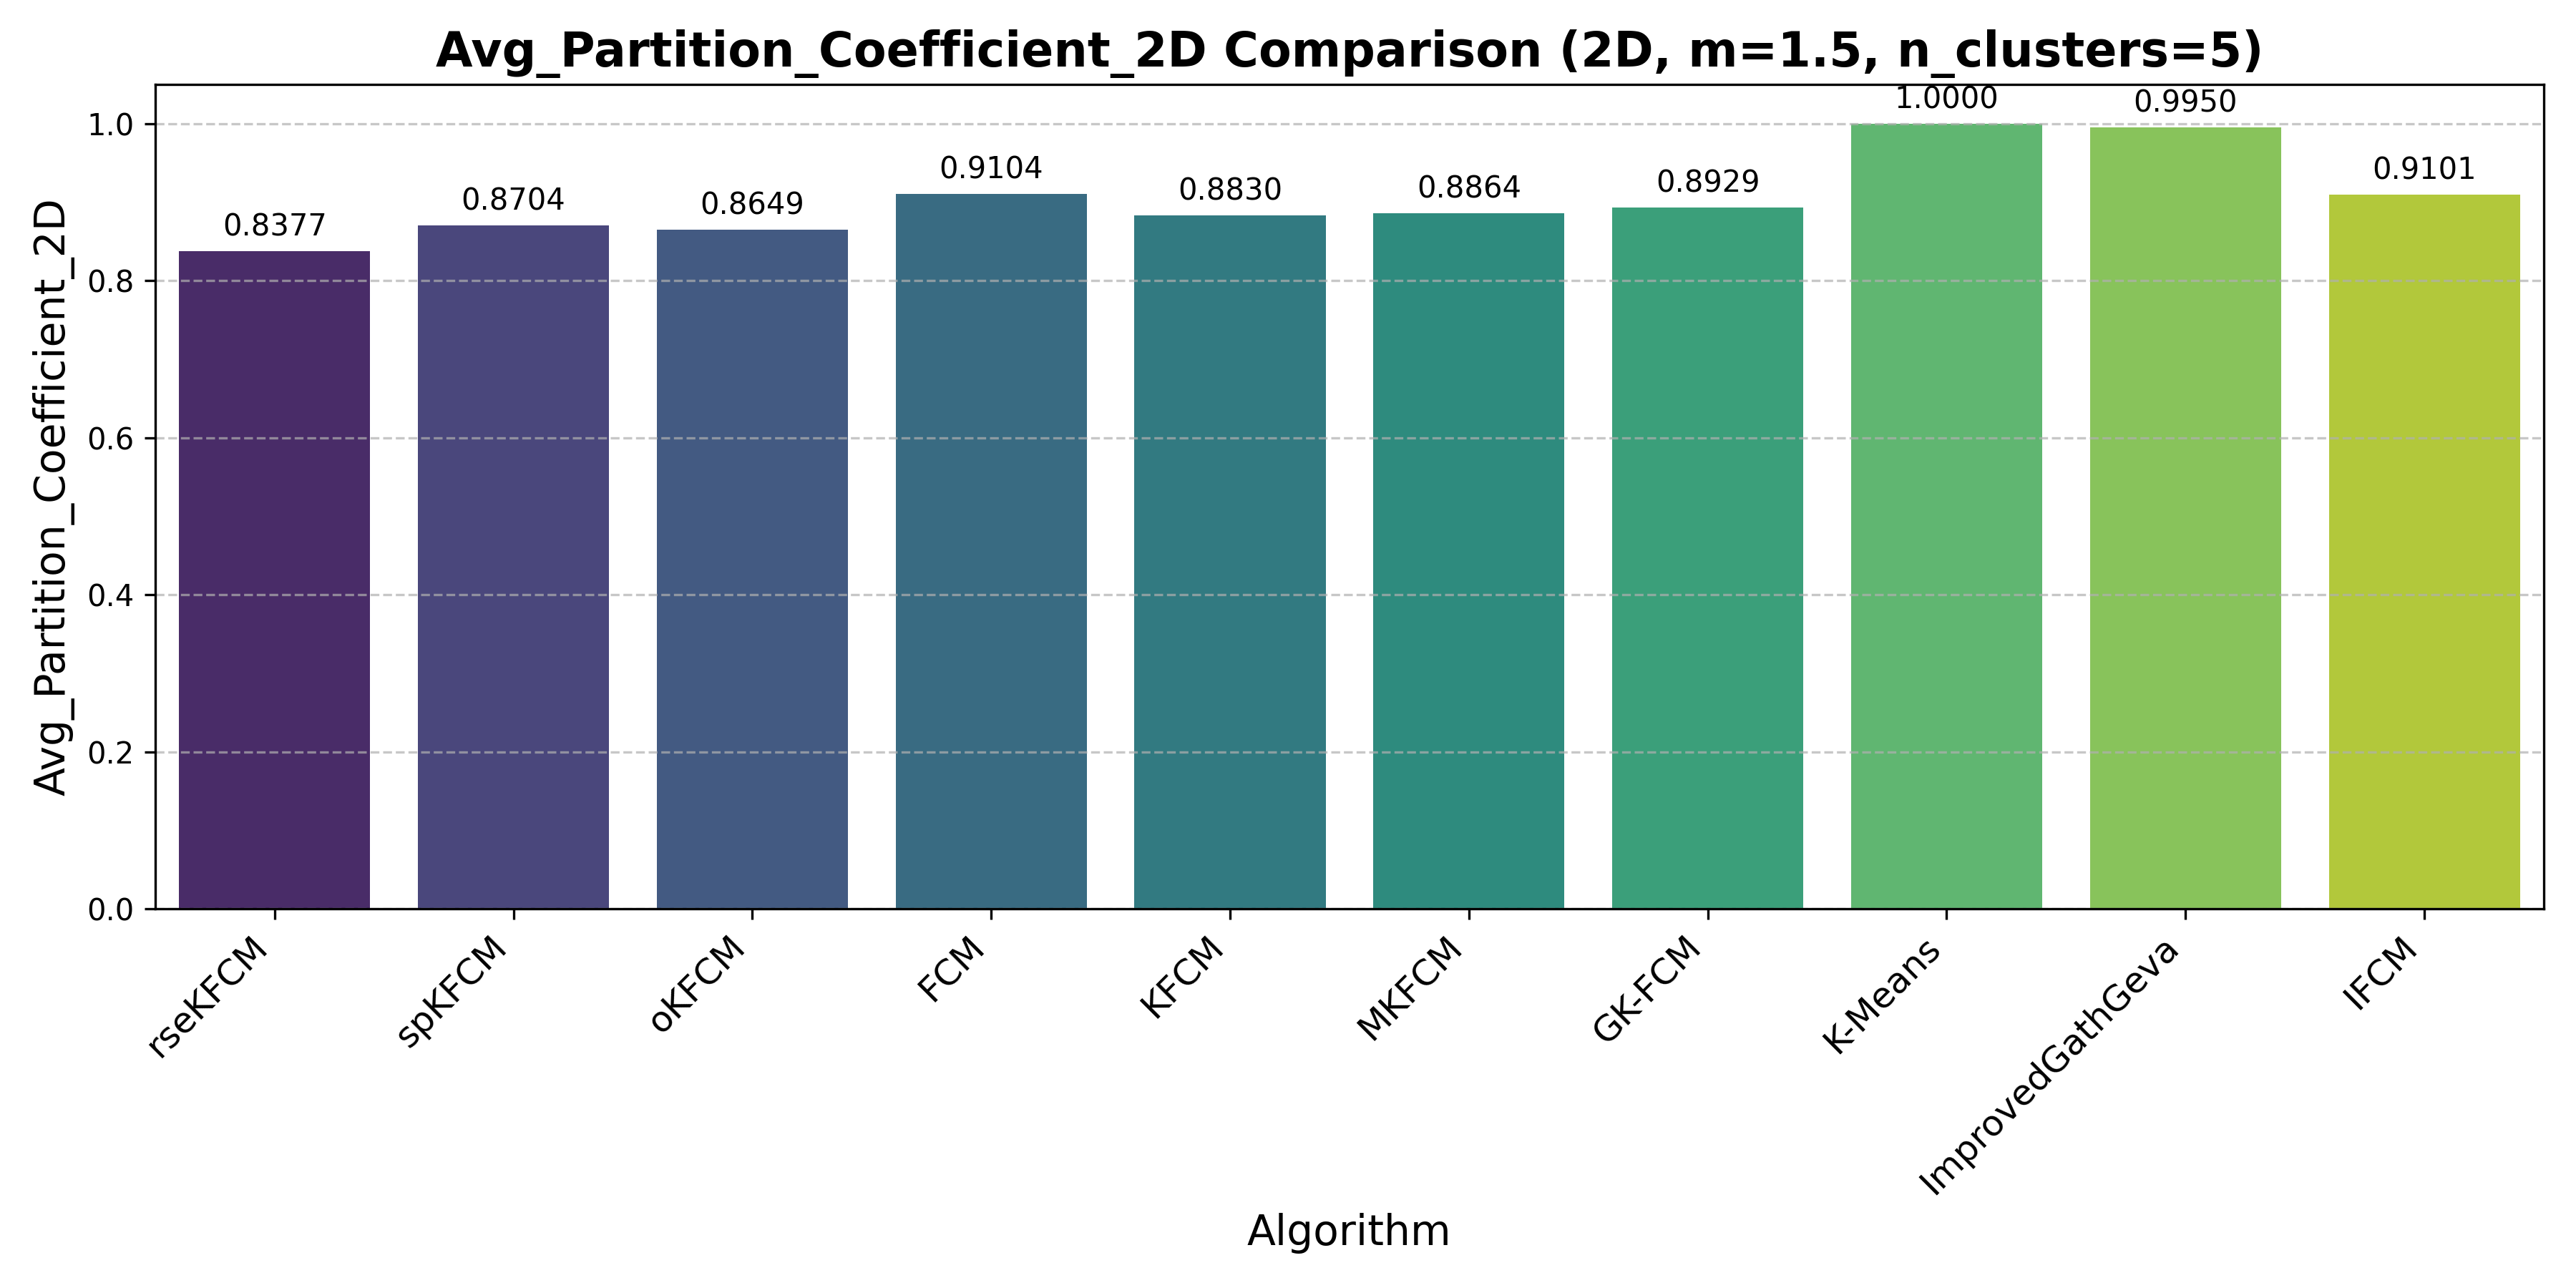 Avg_Partition_Coefficient_2D Comparison (2D, m=1.5, n_clusters=5)
Avg_Partition_Coefficient_2D
1.0
0.8
0.6
0.4
0.2
0.0
0.8377
0.8704
0.8649
0.9104
0.8830
0.8864
0.8929
1.0000
0.9950
0.9101
rseKFCM
spKFCM
oKFCM
FCM
KFCM
MKFCM
GK-FCM
K-Means
ImprovedGathGeva
IFCM
Algorithm